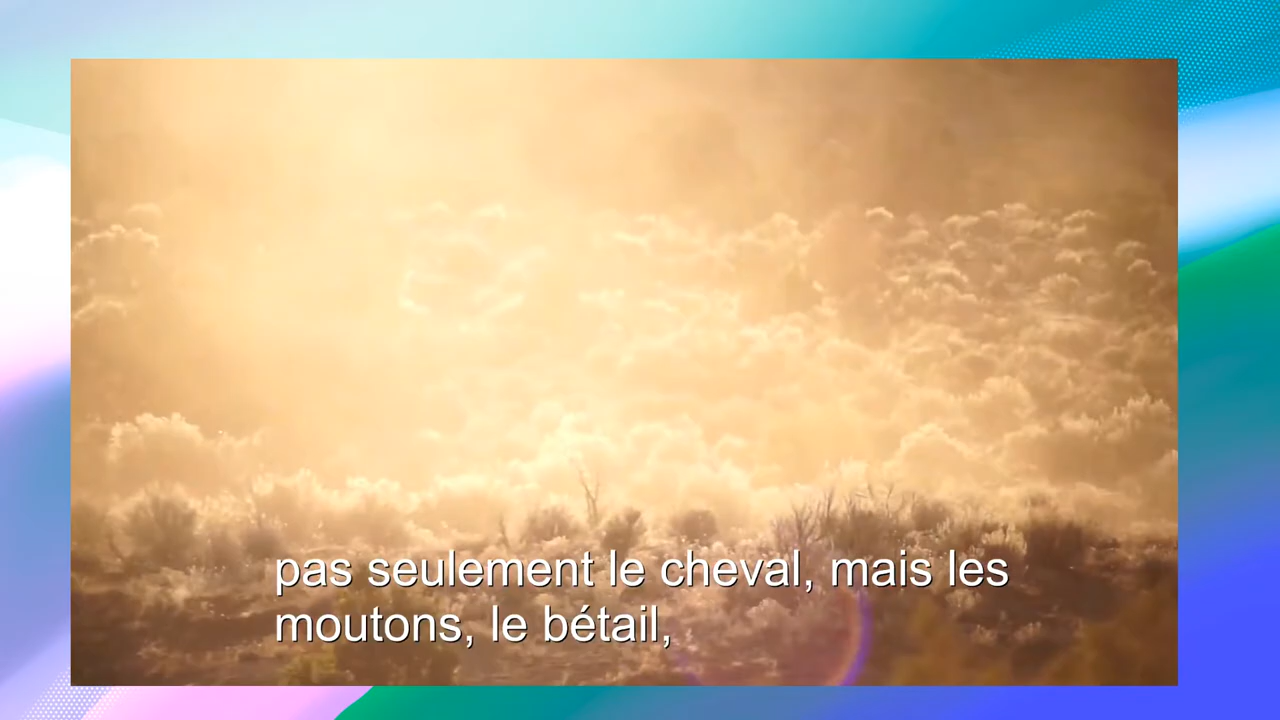 pas seulement le cheval, mais les
moutons, le bétail,